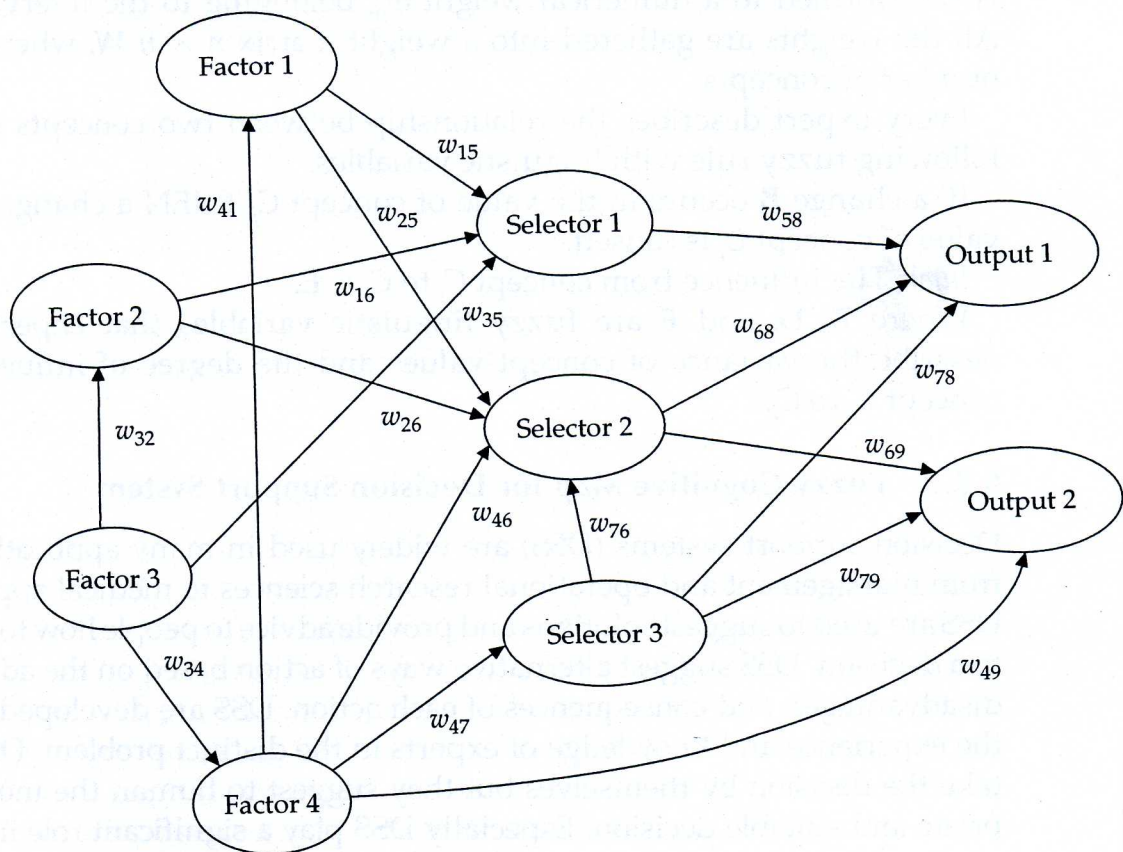 Factor 1
w15
w41
w25
Selector 1
w58
Output 1
Factor 2
w16
w35
w68
w78
w32
w26
Selector 2
w69
Output 2
w46
w76
Factor 3
w79
Selector 3
w34
w49
w47
Factor 4